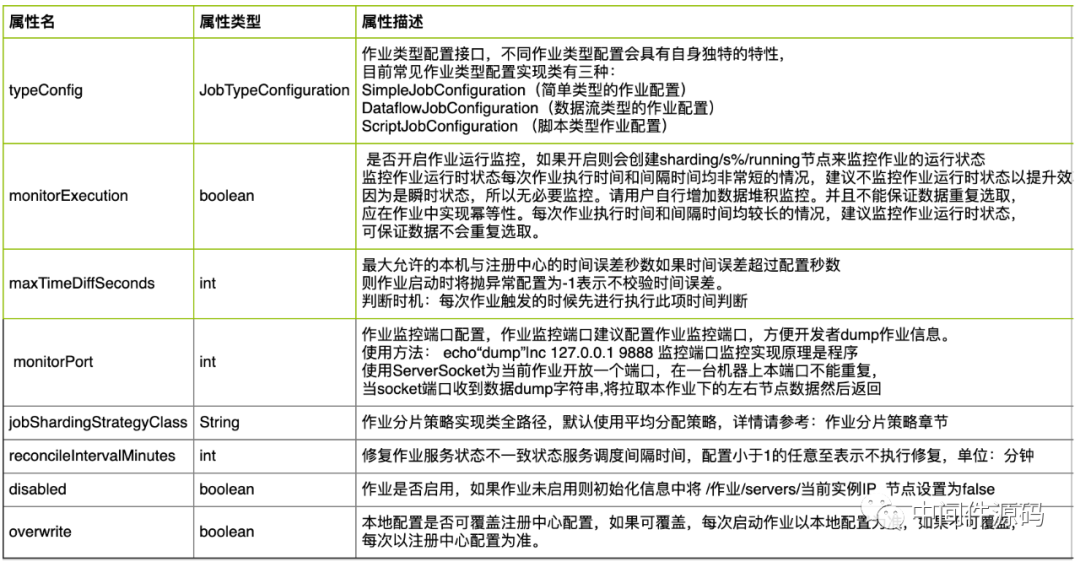 属性名 属性类型 属性描述
作业类型配置接口，不同作业类型配置会具有自身独特的特性，
目前常见作业类型配置实现类有三种：
typeConfig JobTypeConfiguration SimpleJobConfiguration（简单类型的作业配置）
DataflowJobConfiguration（数据流类型的作业配置）
ScriptJobConfiguration （脚本类型作业配置）
是否开启作业运行监控，如果开启则会创建sharding/s%/running节点来监控作业的运行状态
监控作业运行时状态每次作业执行时间和间隔时间均非常短的情况，建议不监控作业运行时状态以提升效
monitorExecution boolean 因为是瞬时状态，所以无必要监控。请用户自行增加数据堆积监控。并且不能保证数据重复选取，
应在作业中实现幂等性。每次作业执行时间和间隔时间均较长的情况，建议监控作业运行时状态，
可保证数据不会重复选取。
最大允许的本机与注册中心的时间误差秒数如果时间误差超过配置秒数
maxTimeDiffSeconds int 则作业启动时将抛异常配置为-1表示不校验时间误差。
判断时机：每次作业触发的时候先进行执行此项时间判断
作业监控端口配置，作业监控端口建议配置作业监控端口，方便开发者dump作业信息。
monitorPort int 使用方法： echo“dump”lnc 127.0.0.1 9888 监控端口监控实现原理是程序
使用ServerSocket为当前作业开放一个端口，在一台机器上本端口不能重复，
当socket端口收到数据dump字符串,将拉取本作业下的左右节点数据然后返回
jobShardingStrategyClass String 作业分片策略实现类全路径，默认使用平均分配策略，详情请参考：作业分片策略章节
reconcileIntervalMinutes int 修复作业服务状态不一致状态服务调度间隔时间，配置小于1的任意至表示不执行修复，单位：分钟
disabled boolean 作业是否启用，如果作业未启用则初始化信息中将 /作业/servers/当前实例IP 节点设置为false
overwrite boolean 本地配置是否可覆盖注册中心配置，如果可覆盖，每次启动作业以本地配置为准，如果不可覆盖，
每次以注册中心配置为准。
中间件源码